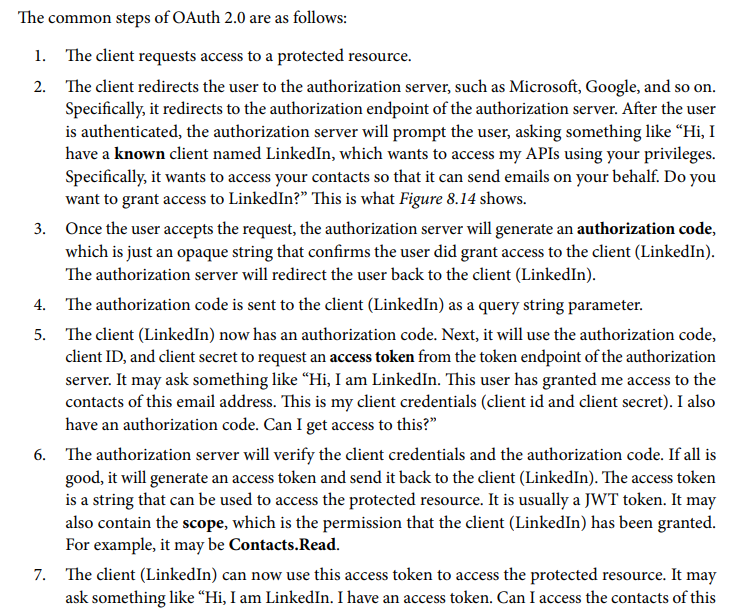 The common steps of OAuth 2.0 are as follows:
1. The client requests access to a protected resource.
2. The client redirects the user to the authorization server, such as Microsoft, Google, and so on.
Specifically, it redirects to the authorization endpoint of the authorization server. After the user
is authenticated, the authorization server will prompt the user, asking something like “Hi, I
have a known client named LinkedIn, which wants to access my APIs using your privileges.
Specifically, it wants to access your contacts so that it can send emails on your behalf. Do you
want to grant access to LinkedIn?” This is what Figure 8.14 shows.
3. Once the user accepts the request, the authorization server will generate an authorization code,
which is just an opaque string that confirms the user did grant access to the client (LinkedIn).
The authorization server will redirect the user back to the client (LinkedIn).
4. The authorization code is sent to the client (LinkedIn) as a query string parameter.
5. The client (LinkedIn) now has an authorization code. Next, it will use the authorization code,
client ID, and client secret to request an access token from the token endpoint of the authorization
server. It may ask something like “Hi, I am LinkedIn. This user has granted me access to the
contacts of this email address. This is my client credentials (client id and client secret). I also
have an authorization code. Can I get access to this?”
6. The authorization server will verify the client credentials and the authorization code. If all is
good, it will generate an access token and send it back to the client (LinkedIn). The access token
is a string that can be used to access the protected resource. It is usually a JWT token. It may
also contain the scope, which is the permission that the client (LinkedIn) has been granted.
For example, it may be Contacts.Read.
7. The client (LinkedIn) can now use this access token to access the protected resource. It may
ask something like “Hi, I am LinkedIn. I have an access token. Can I access the contacts of this